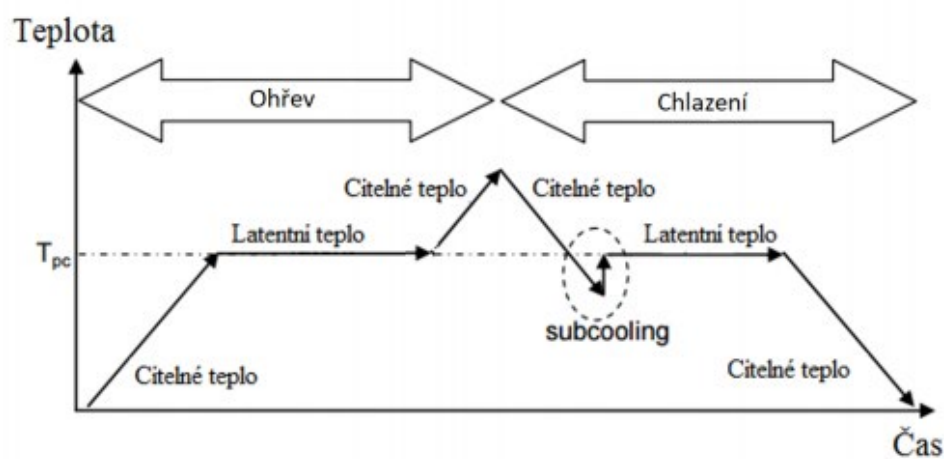 Teplota
Ohřev
Chlazení
Citelné teplo
Citelné teplo
Latentní teplo
Latentní teplo
Tpc
subcooling
Citelné teplo
Citelné teplo
Čas